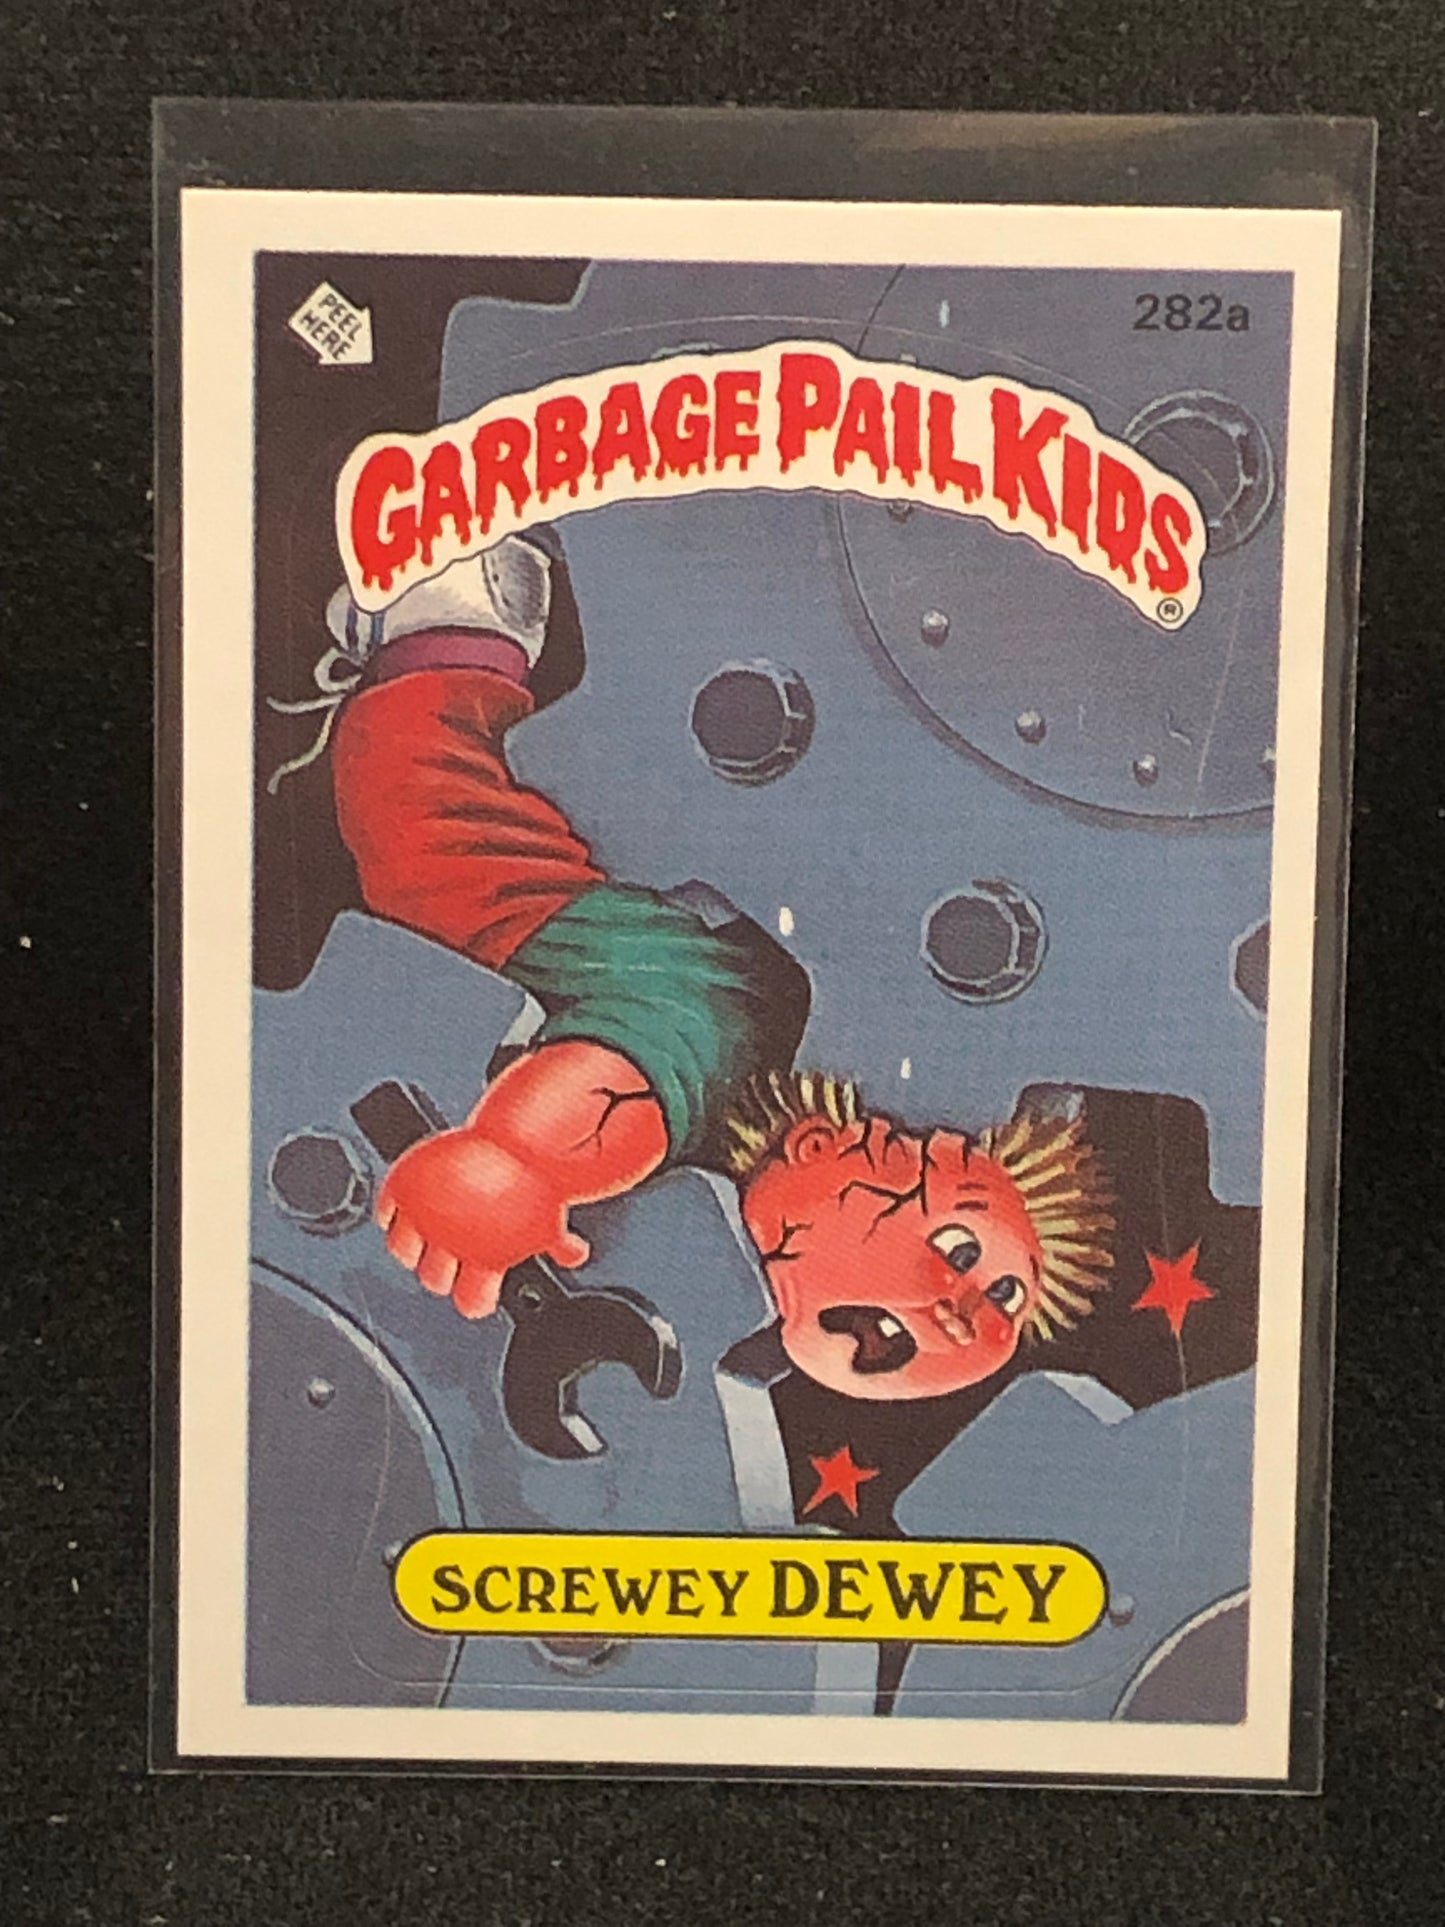 PEEL
HERE
282a
GARBAGE PAIL KIDS
®
SCREWEY DEWEY